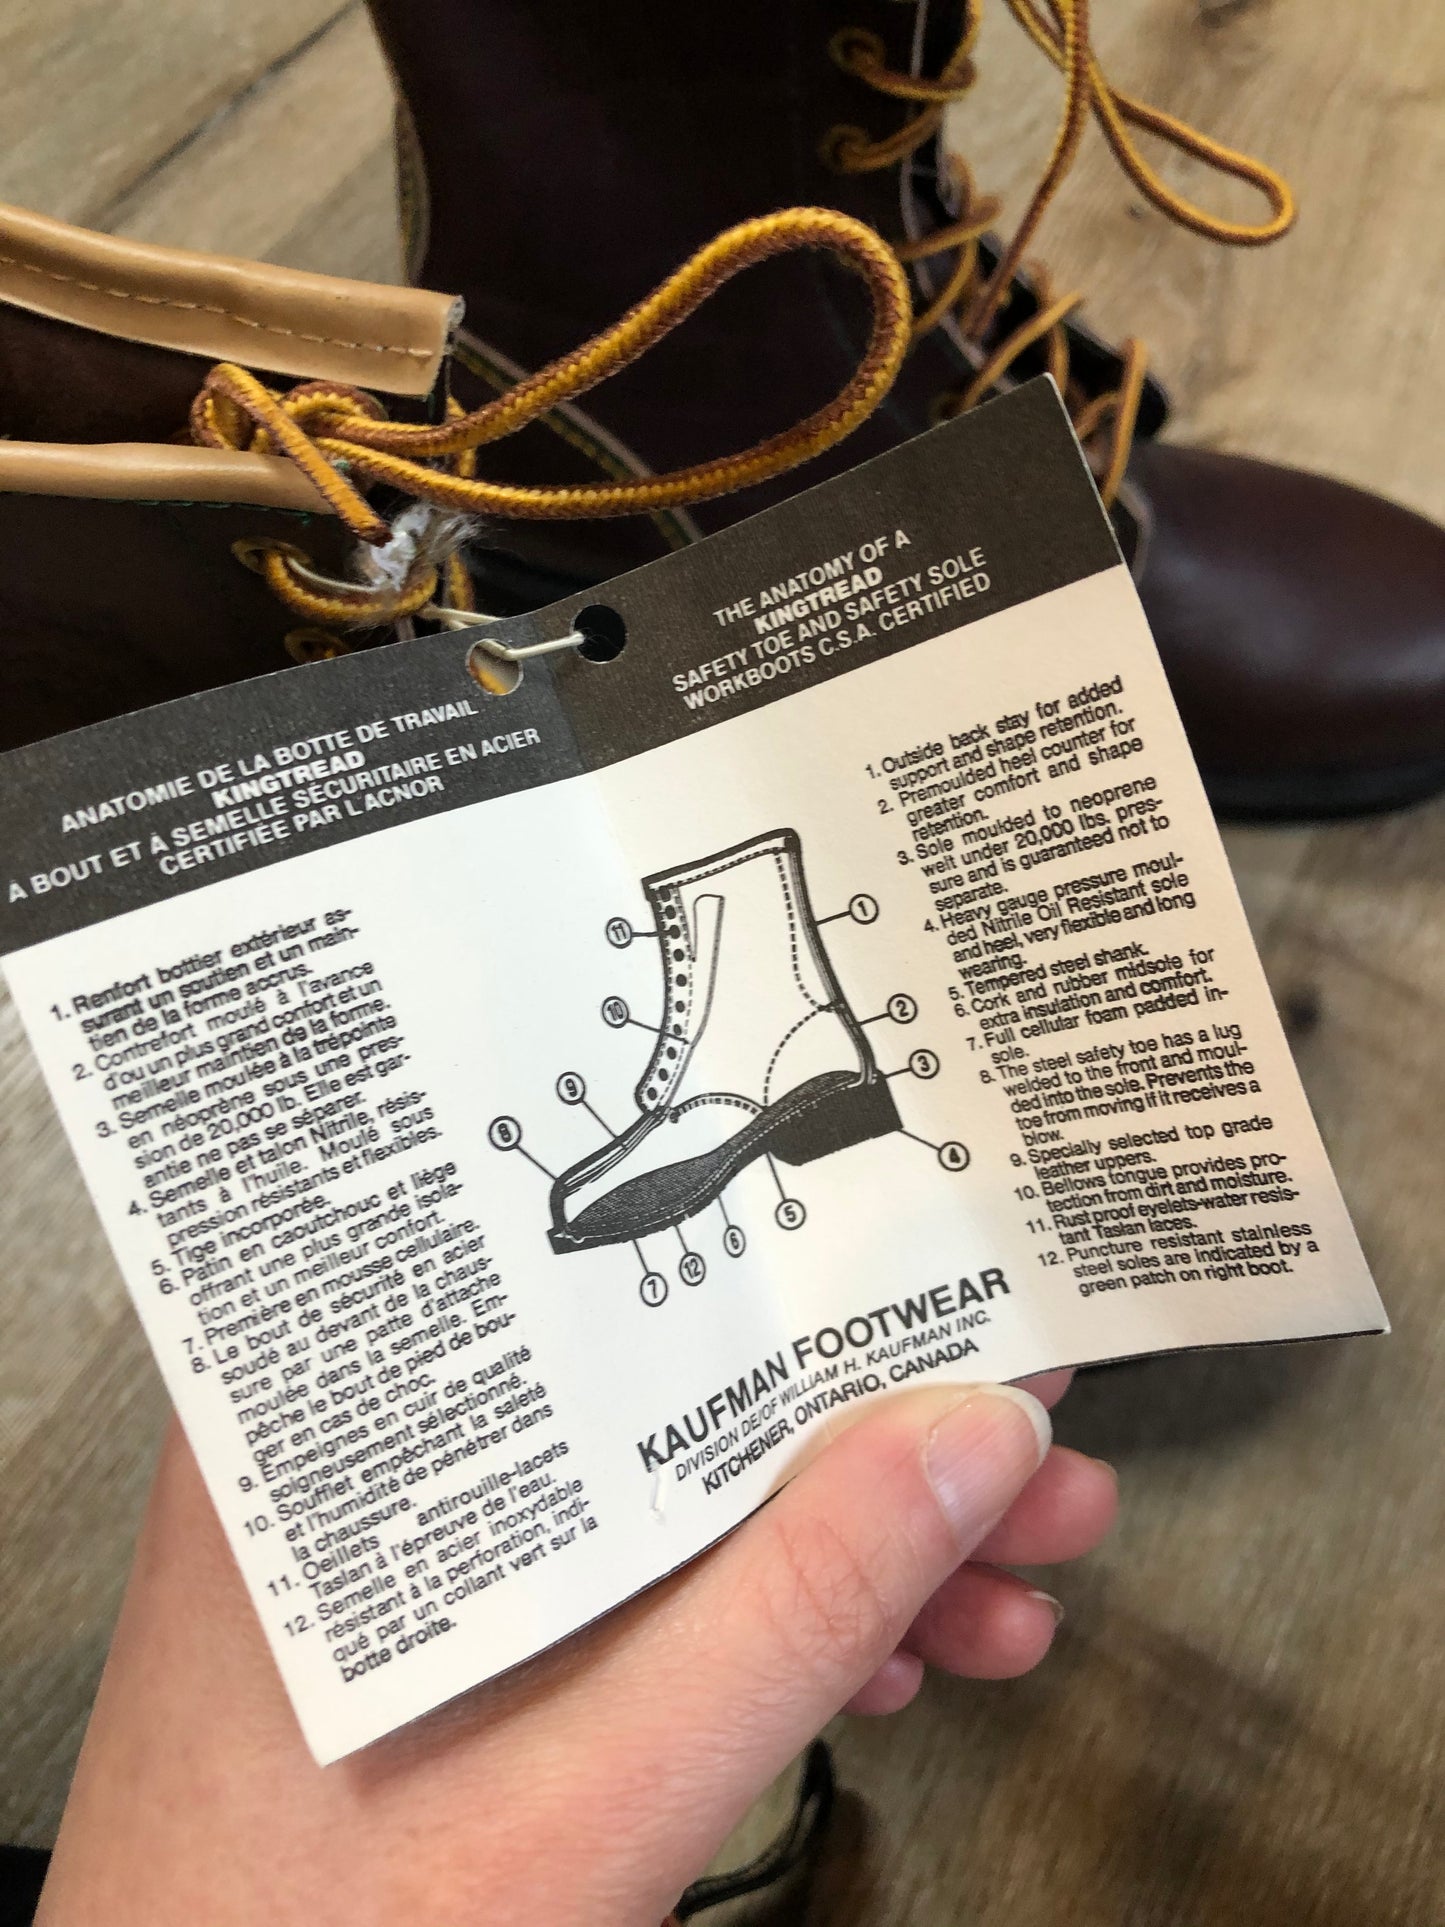 ANATOMIE DE LA BOTTE DE TRAVAIL
KINGTREAD
À BOUT ET À SEMELLE SÉCURITAIRE EN ACIER
CERTIFIÉE PAR L'ACNOR
1. Renfort bottier extérieur as-
surant un soutien et un main-
tien de la forme accrus.
2. Contrefort moulé à l'avance
d'ou un plus grand confort et un
meilleur maintien de la forme.
3. Semelle moulée à la trépointe
en néoprène sous une pres-
sion de 20,000 lb. Elle est gar-
antie ne pas se séparer.
4. Semelle et talon Nitrile, résis-
tants à l'huile. Moulé sous
pression résistants et flexibles.
5. Tige incorporée.
6. Patin en caoutchouc et liège
offrant une plus grande isola-
tion et un meilleur confort.
7. Première en mousse cellulaire.
8. Le bout de sécurité en acier
soudé au devant de la chaus-
sure par une patte d'attache
moulée dans la semelle. Em-
pêche le bout de pied de bou-
ger en cas de choc.
9. Empeignes en cuir de qualité
soigneusement sélectionné.
10. Soufflet empêchant la saleté
et l'humidité de pénétrer dans
la chaussure.
11. Oeillets antirouille-lacets
Taslan à l'épreuve de l'eau.
12. Semelle en acier inoxydable
résistant à la perforation, indi-
qué par un collant vert sur la
botte droite.
THE ANATOMY OF A
KINGTREAD
SAFETY TOE AND SAFETY SOLE
WORKBOOTS C.S.A. CERTIFIED
1. Outside back stay for added
support and shape retention.
2. Premoulded heel counter for
greater comfort and shape
retention.
3. Sole moulded to neoprene
welt under 20,000 lbs. pres-
sure and is guaranteed not to
separate.
4. Heavy gauge pressure moul-
ded Nitrile Oil Resistant sole
and heel, very flexible and long
wearing.
5. Tempered steel shank.
6. Cork and rubber midsole for
extra insulation and comfort.
7. Full cellular foam padded in-
sole.
8. The steel safety toe has a lug
welded to the front and moul-
ded into the sole. Prevents the
toe from moving if it receives a
blow.
9. Specially selected top grade
leather uppers.
10. Bellows tongue provides pro-
tection from dirt and moisture.
11. Rust proof eyelets-water resis-
tant Taslan laces.
12. Puncture resistant stainless
steel soles are indicated by a
green patch on right boot.
11
1
10
2
9
3
8
4
5
6
12
7
KAUFMAN FOOTWEAR
DIVISION DE/OF WILLIAM H. KAUFMAN INC.
KITCHENER, ONTARIO, CANADA